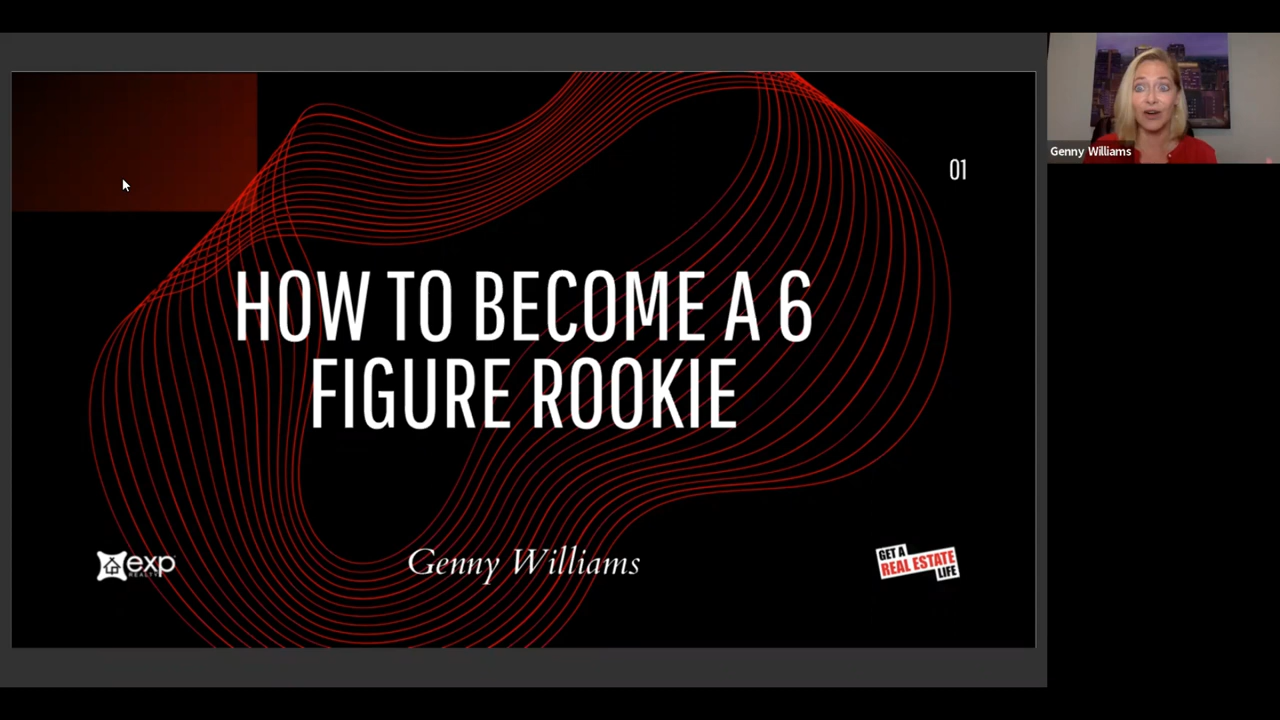 Genny Williams
01
HOW TO BECOME A 6
FIGURE ROOKIE
exp
REALTY
Genny Williams
GET A
REAL ESTATE
LIFE